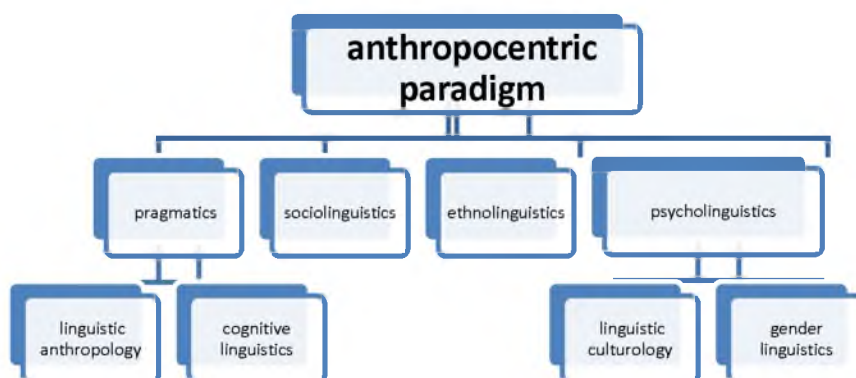 anthropocentric
paradigm
pragmatics
sociolinguistics
ethnolinguistics
psycholinguistics
linguistic
anthropology
cognitive
linguistics
linguistic
culturology
gender
linguistics